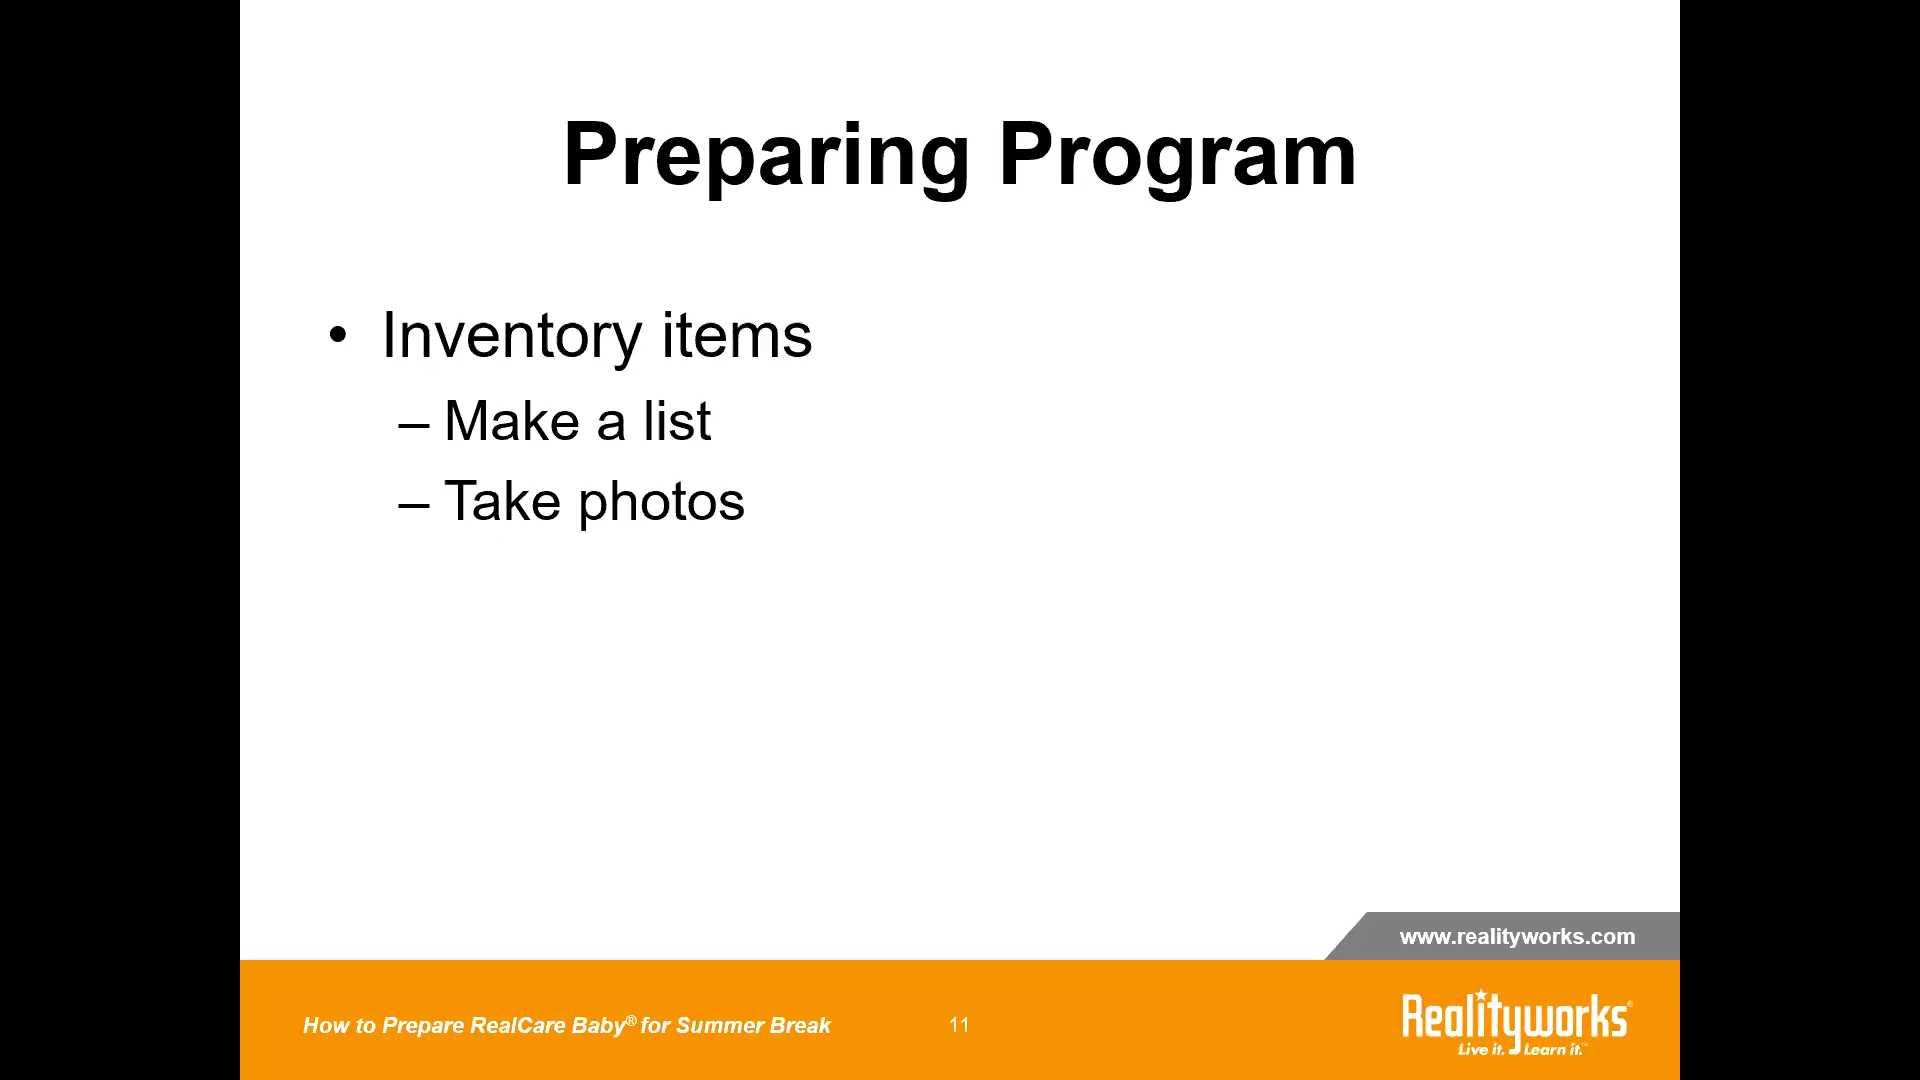 Preparing Program
• Inventory items
– Make a list
– Take photos
www.realityworks.com
How to Prepare RealCare Baby® for Summer Break
11
Realityworks®
Live it. Learn it.™